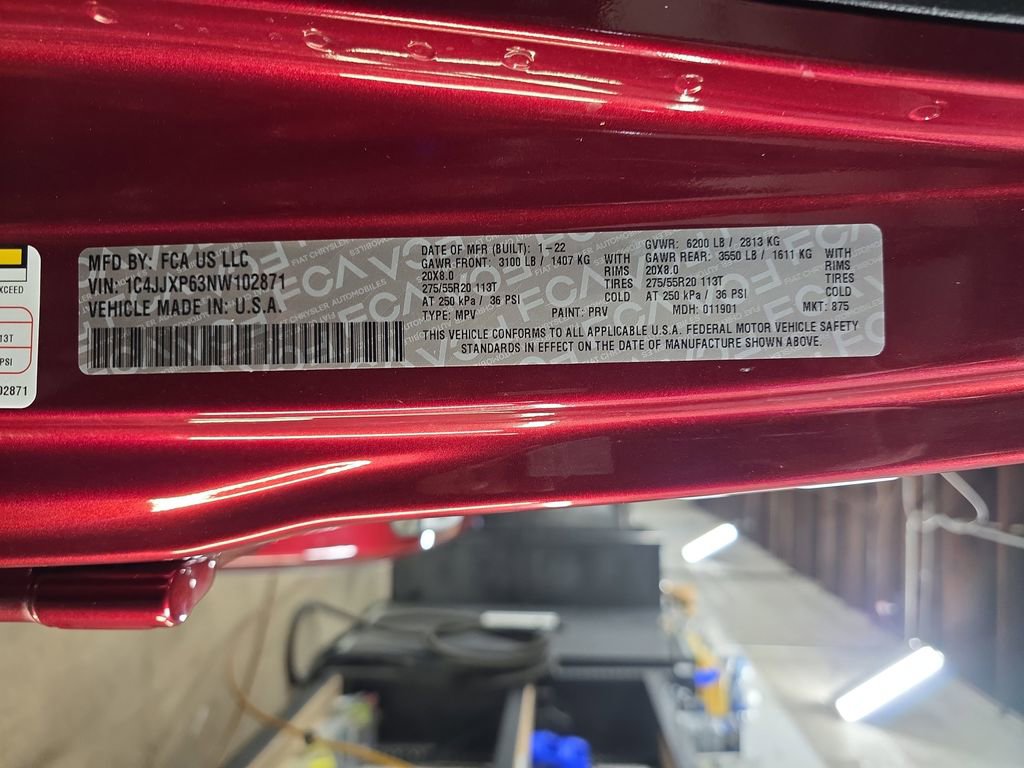 EXCEED
13T
PSI
02871
MFD BY: FCA US LLC
VIN: 1C4JJXP63NW102871
VEHICLE MADE IN: U.S.A.
DATE OF MFR (BUILT): 1-22
GAWR FRONT: 3100 LB / 1407 KG WITH
20X8.0 RIMS
275/55R20 113T TIRES
AT 250 kPa / 36 PSI COLD
TYPE: MPV PAINT: PRV
GVWR: 6200 LB / 2813 KG
GAWR REAR: 3550 LB / 1611 KG WITH
20X8.0 RIMS
275/55R20 113T TIRES
AT 250 kPa / 36 PSI COLD
MDH: 011901 MKT: 875
THIS VEHICLE CONFORMS TO ALL APPLICABLE U.S.A. FEDERAL MOTOR VEHICLE SAFETY
STANDARDS IN EFFECT ON THE DATE OF MANUFACTURE SHOWN ABOVE.